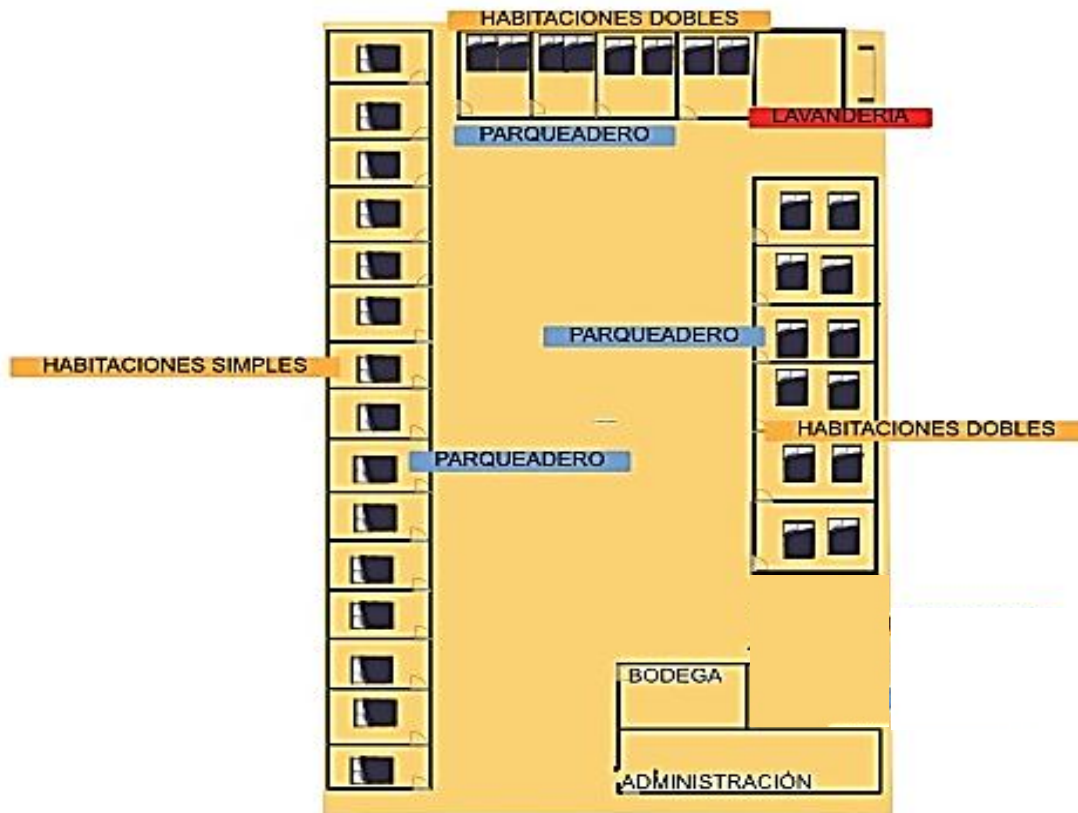 HABITACIONES DOBLES
LAVANDERIA
PARQUEADERO
PARQUEADERO
HABITACIONES SIMPLES
HABITACIONES DOBLES
PARQUEADERO
BODEGA
ADMINISTRACIÓN